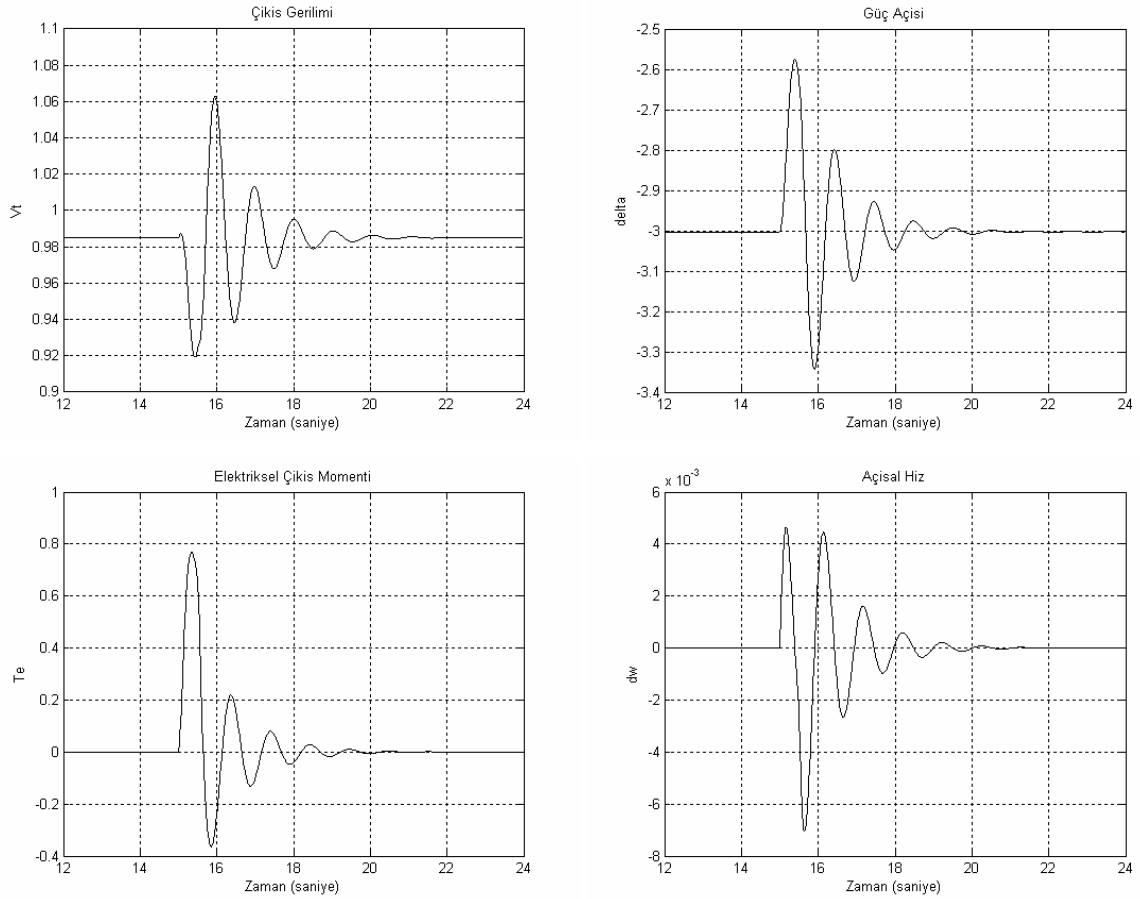 Çikis Gerilimi
1.1
1.08
1.06
1.04
1.02
1
0.98
0.96
0.94
0.92
0.9
Vt
12 14 16 18 20 22 24
Zaman (saniye)
Güç Açisi
-2.5
-2.6
-2.7
-2.8
-2.9
-3
-3.1
-3.2
-3.3
-3.4
delta
12 14 16 18 20 22 24
Zaman (saniye)
Elektriksel Çikis Momenti
1
0.8
0.6
0.4
0.2
0
-0.2
-0.4
Te
12 14 16 18 20 22 24
Zaman (saniye)
Açisal Hiz
x 10^-3
6
4
2
0
-2
-4
-6
-8
dw
12 14 16 18 20 22 24
Zaman (saniye)